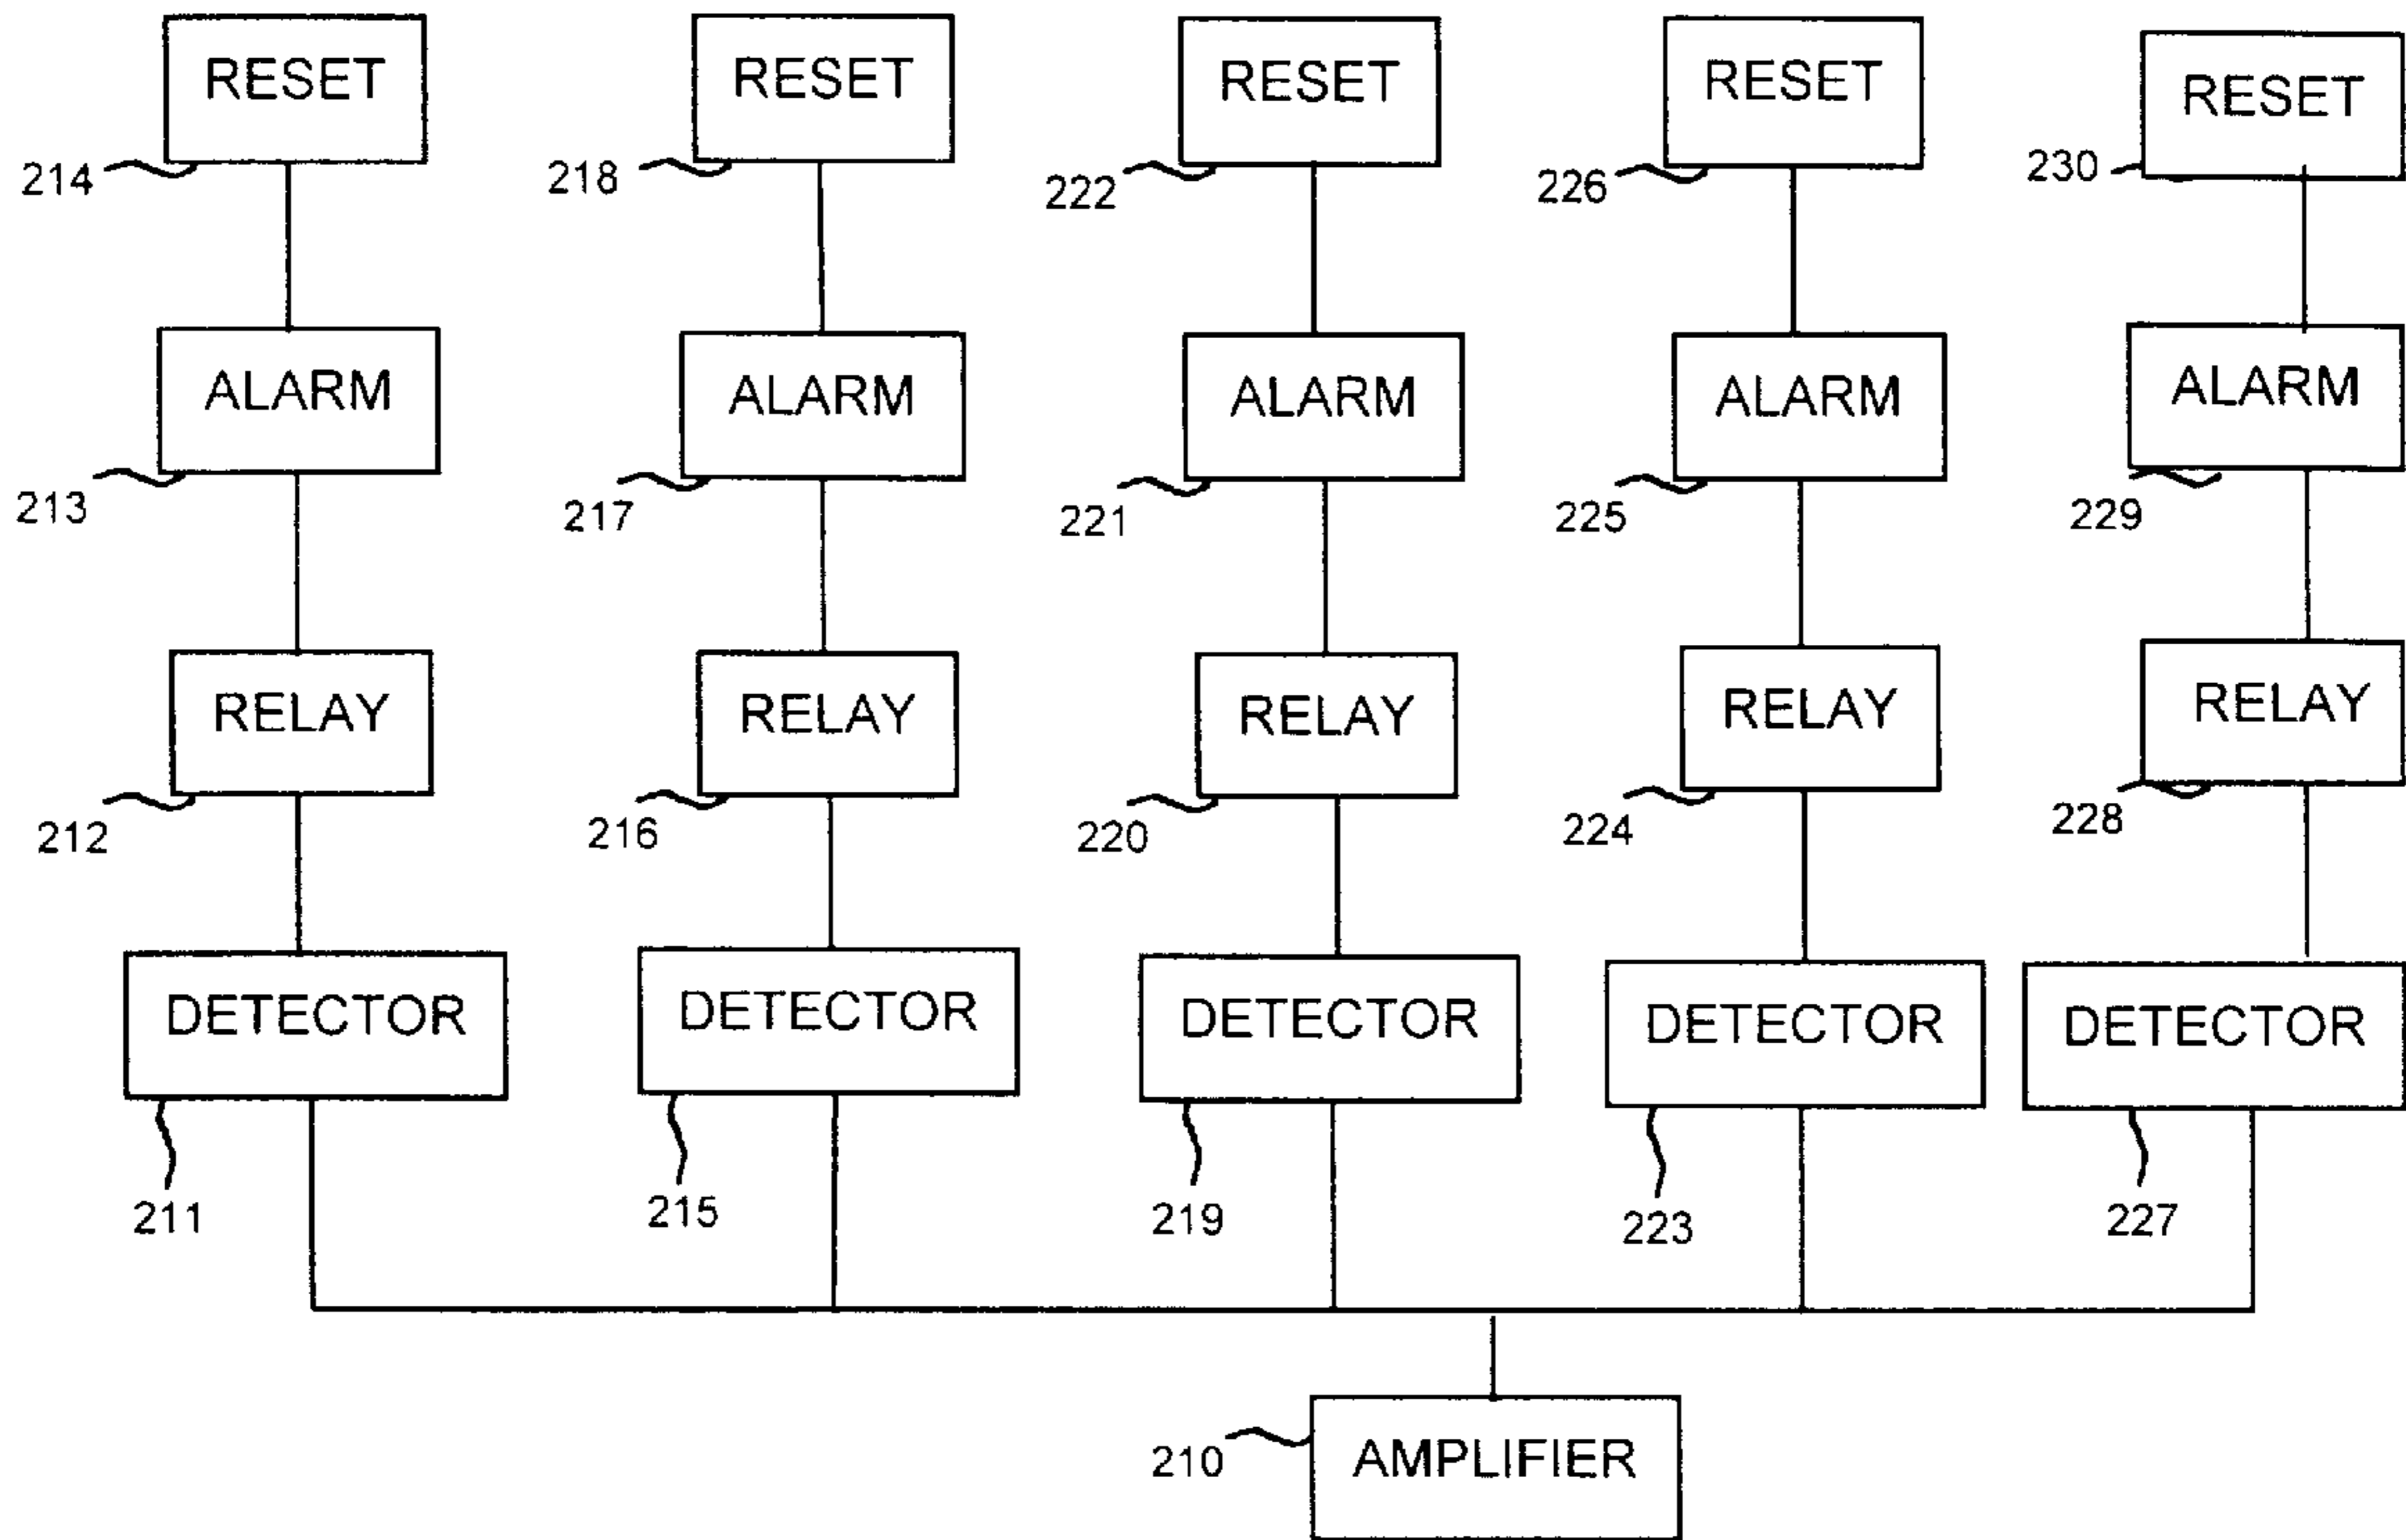 RESET RESET RESET RESET RESET
214 218 222 226 230
ALARM ALARM ALARM ALARM ALARM
213 217 221 225 229
RELAY RELAY RELAY RELAY RELAY
212 216 220 224 228
DETECTOR DETECTOR DETECTOR DETECTOR DETECTOR
211 215 219 223 227
210 AMPLIFIER